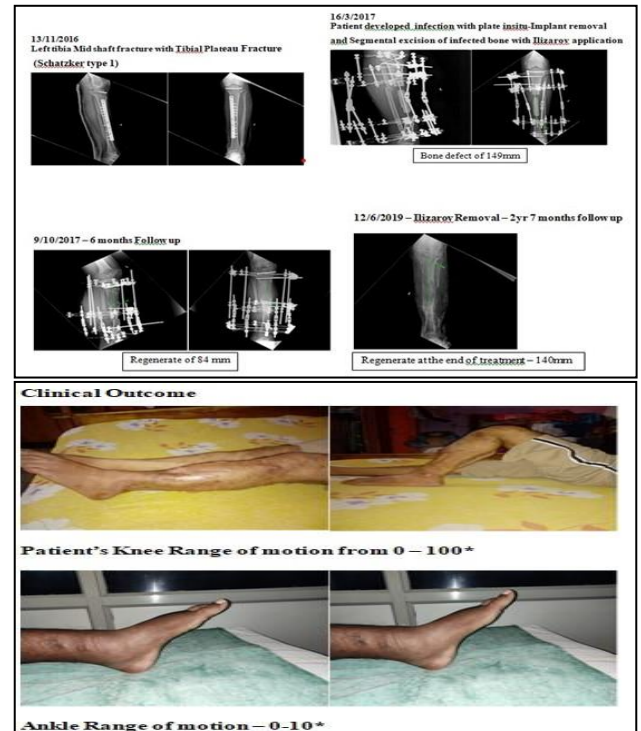 13/11/2016
Left tibia Mid shaft fracture with Tibial Plateau Fracture
(Schatzker type 1)
16/3/2017
Patient developed infection with plate insitu-Implant removal
and Segmental excision of infected bone with Ilizarov application
Bone defect of 149mm
9/10/2017 – 6 months Follow up
Regenerate of 84 mm
12/6/2019 – Ilizarov Removal – 2yr 7 months follow up
Regenerate at the end of treatment – 140mm
Clinical Outcome
Patient's Knee Range of motion from 0 – 100*
Ankle Range of motion – 0-10*